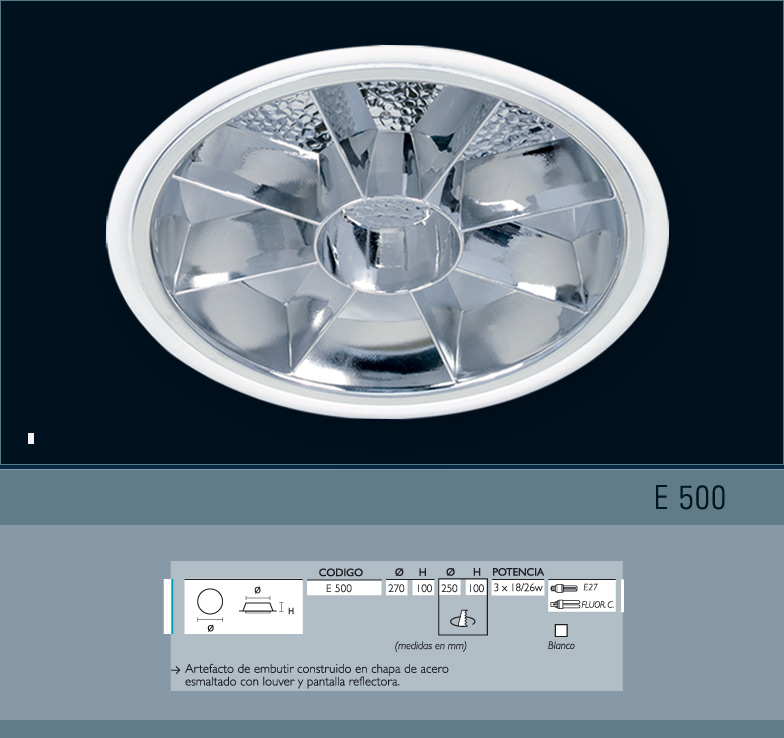 E 500
CODIGO Ø H Ø H POTENCIA
E 500 270 100 250 100 3 x 18/26w E27
FLUOR. C.
Ø
H
Ø
(medidas en mm) Blanco
→ Artefacto de embutir construido en chapa de acero
esmaltado con louver y pantalla reflectora.